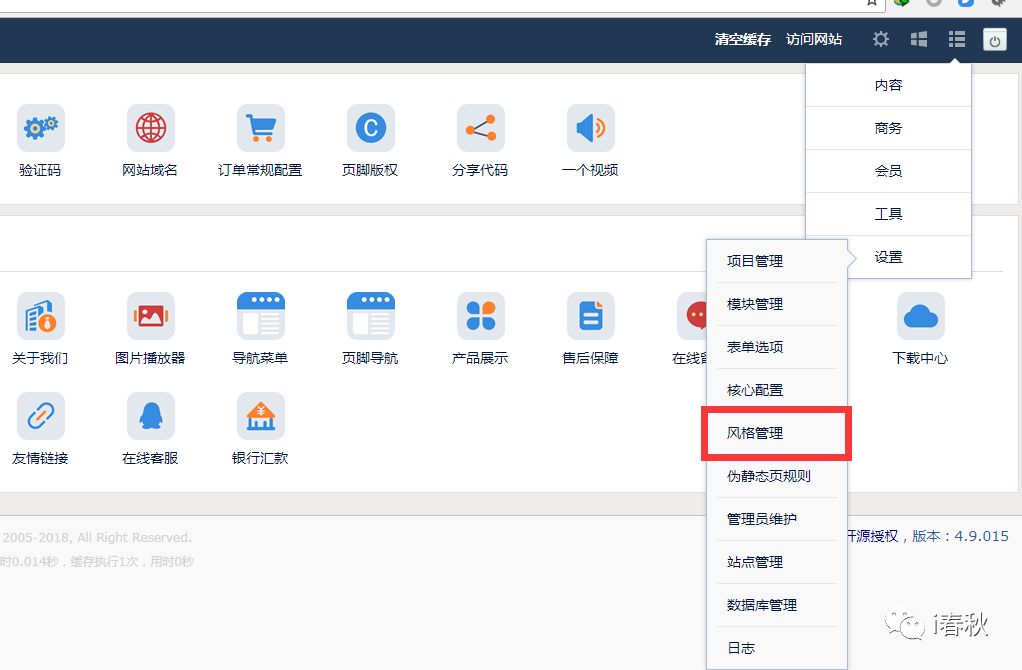 清空缓存 访问网站
内容
商务
会员
工具
设置
验证码 网站域名 订单常规配置 页脚版权 分享代码 一个视频
项目管理
模块管理
表单选项
核心配置
风格管理
伪静态页规则
管理员维护
站点管理
数据库管理
日志
关于我们 图片播放器 导航菜单 页脚导航 产品展示 售后保障 在线 下载中心
友情链接 在线客服 银行汇款
2005-2018, All Right Reserved.
时0.014秒，缓存执行1次，用时0秒
开源授权，版本：4.9.015
i春秋